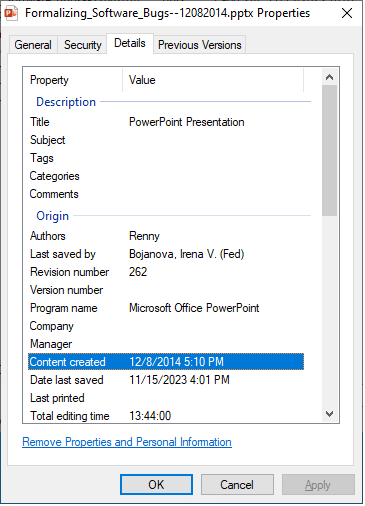 Formalizing_Software_Bugs--12082014.pptx Properties
General Security Details Previous Versions
Property Value
Description
Title PowerPoint Presentation
Subject
Tags
Categories
Comments
Origin
Authors Renny
Last saved by Bojanova, Irena V. (Fed)
Revision number 262
Version number
Program name Microsoft Office PowerPoint
Company
Manager
Content created 12/8/2014 5:10 PM
Date last saved 11/15/2023 4:01 PM
Last printed
Total editing time 13:44:00
Remove Properties and Personal Information
OK Cancel Apply